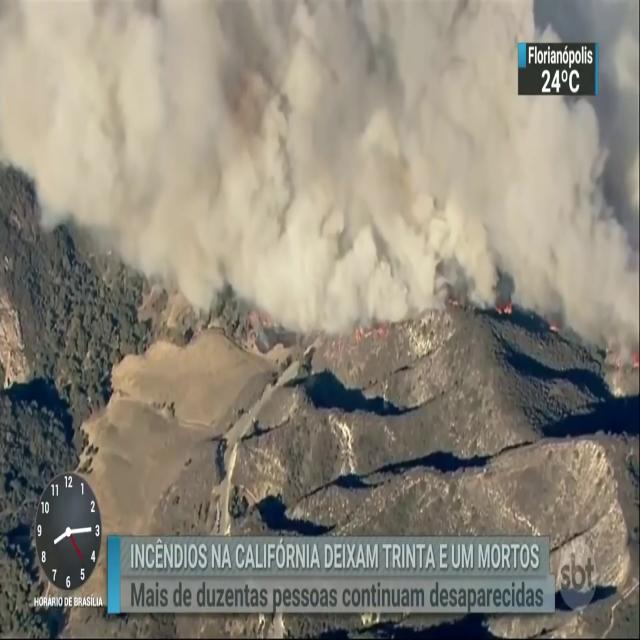 Florianópolis
24ºC
12
11
1
10
2
9
3
8
4
7
5
6
HORÁRIO DE BRASÍLIA
INCÊNDIOS NA CALIFÓRNIA DEIXAM TRINTA E UM MORTOS
Mais de duzentas pessoas continuam desaparecidas
sbt